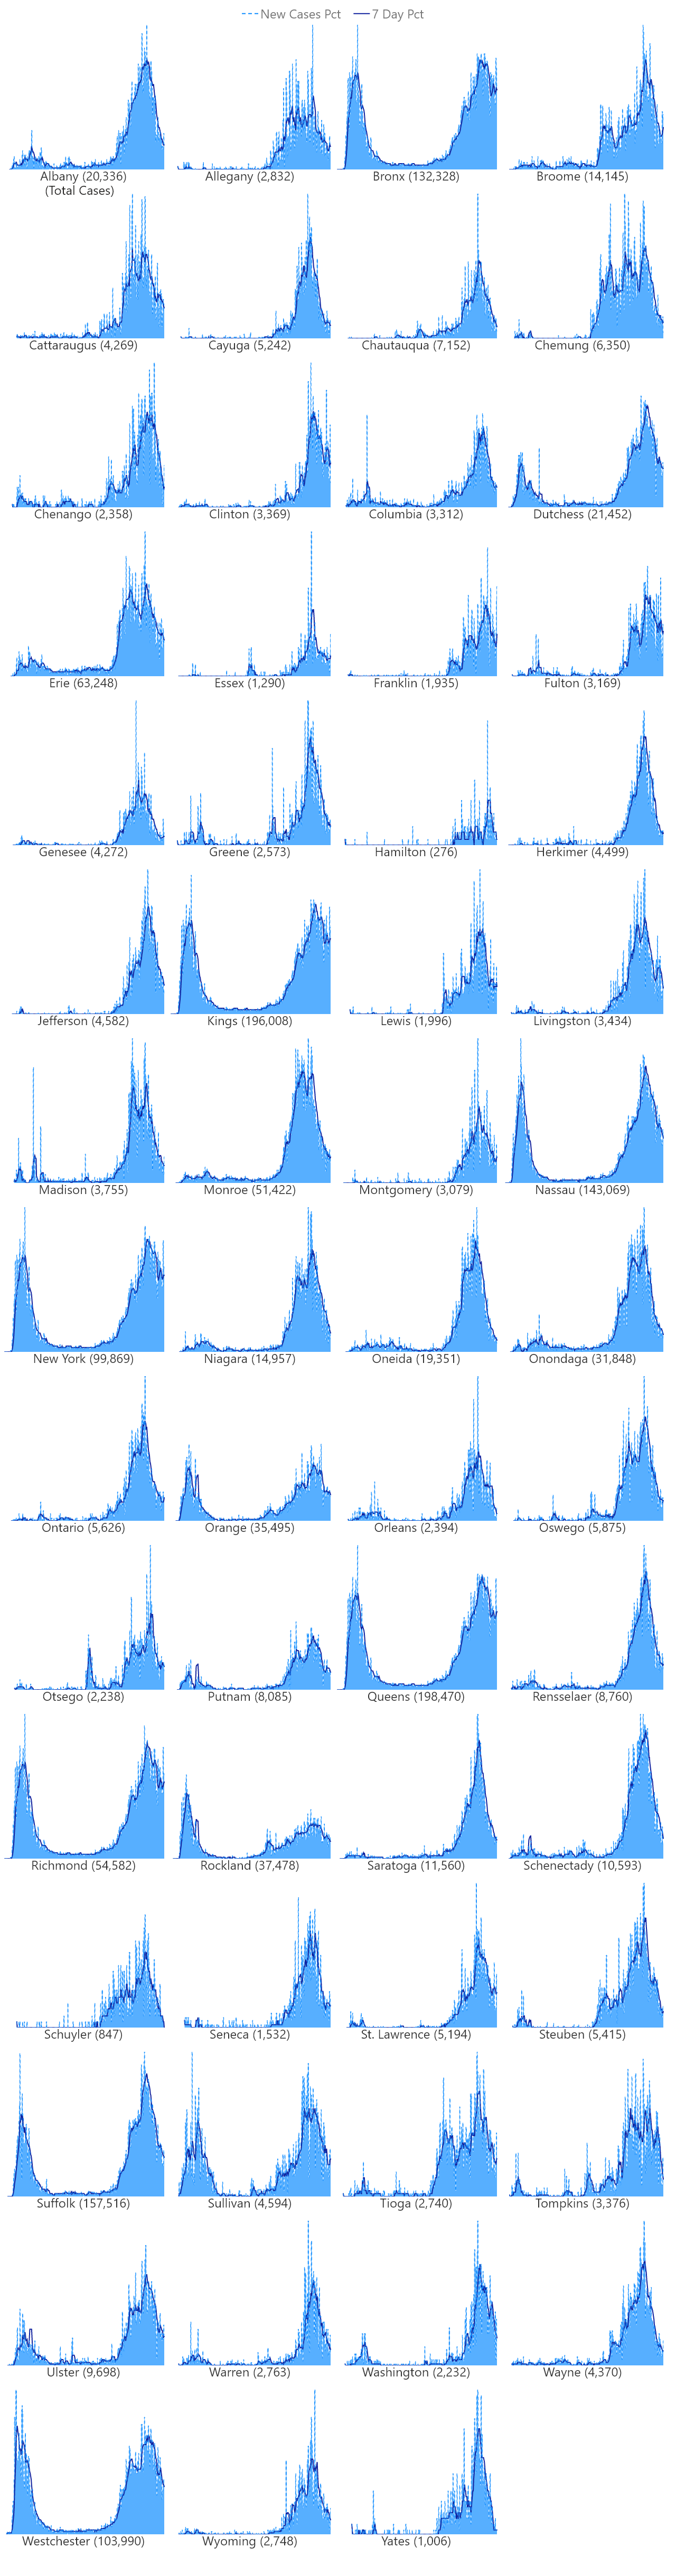 New Cases Pct 7 Day Pct
Albany (20,336) Allegany (2,832) Bronx (132,328) Broome (14,145)
(Total Cases)
Cattaraugus (4,269) Cayuga (5,242) Chautauqua (7,152) Chemung (6,350)
Chenango (2,358) Clinton (3,369) Columbia (3,312) Dutchess (21,452)
Erie (63,248) Essex (1,290) Franklin (1,935) Fulton (3,169)
Genesee (4,272) Greene (2,573) Hamilton (276) Herkimer (4,499)
Jefferson (4,582) Kings (196,008) Lewis (1,996) Livingston (3,434)
Madison (3,755) Monroe (51,422) Montgomery (3,079) Nassau (143,069)
New York (99,869) Niagara (14,957) Oneida (19,351) Onondaga (31,848)
Ontario (5,626) Orange (35,495) Orleans (2,394) Oswego (5,875)
Otsego (2,238) Putnam (8,085) Queens (198,470) Rensselaer (8,760)
Richmond (54,582) Rockland (37,478) Saratoga (11,560) Schenectady (10,593)
Schuyler (847) Seneca (1,532) St. Lawrence (5,194) Steuben (5,415)
Suffolk (157,516) Sullivan (4,594) Tioga (2,740) Tompkins (3,376)
Ulster (9,698) Warren (2,763) Washington (2,232) Wayne (4,370)
Westchester (103,990) Wyoming (2,748) Yates (1,006)